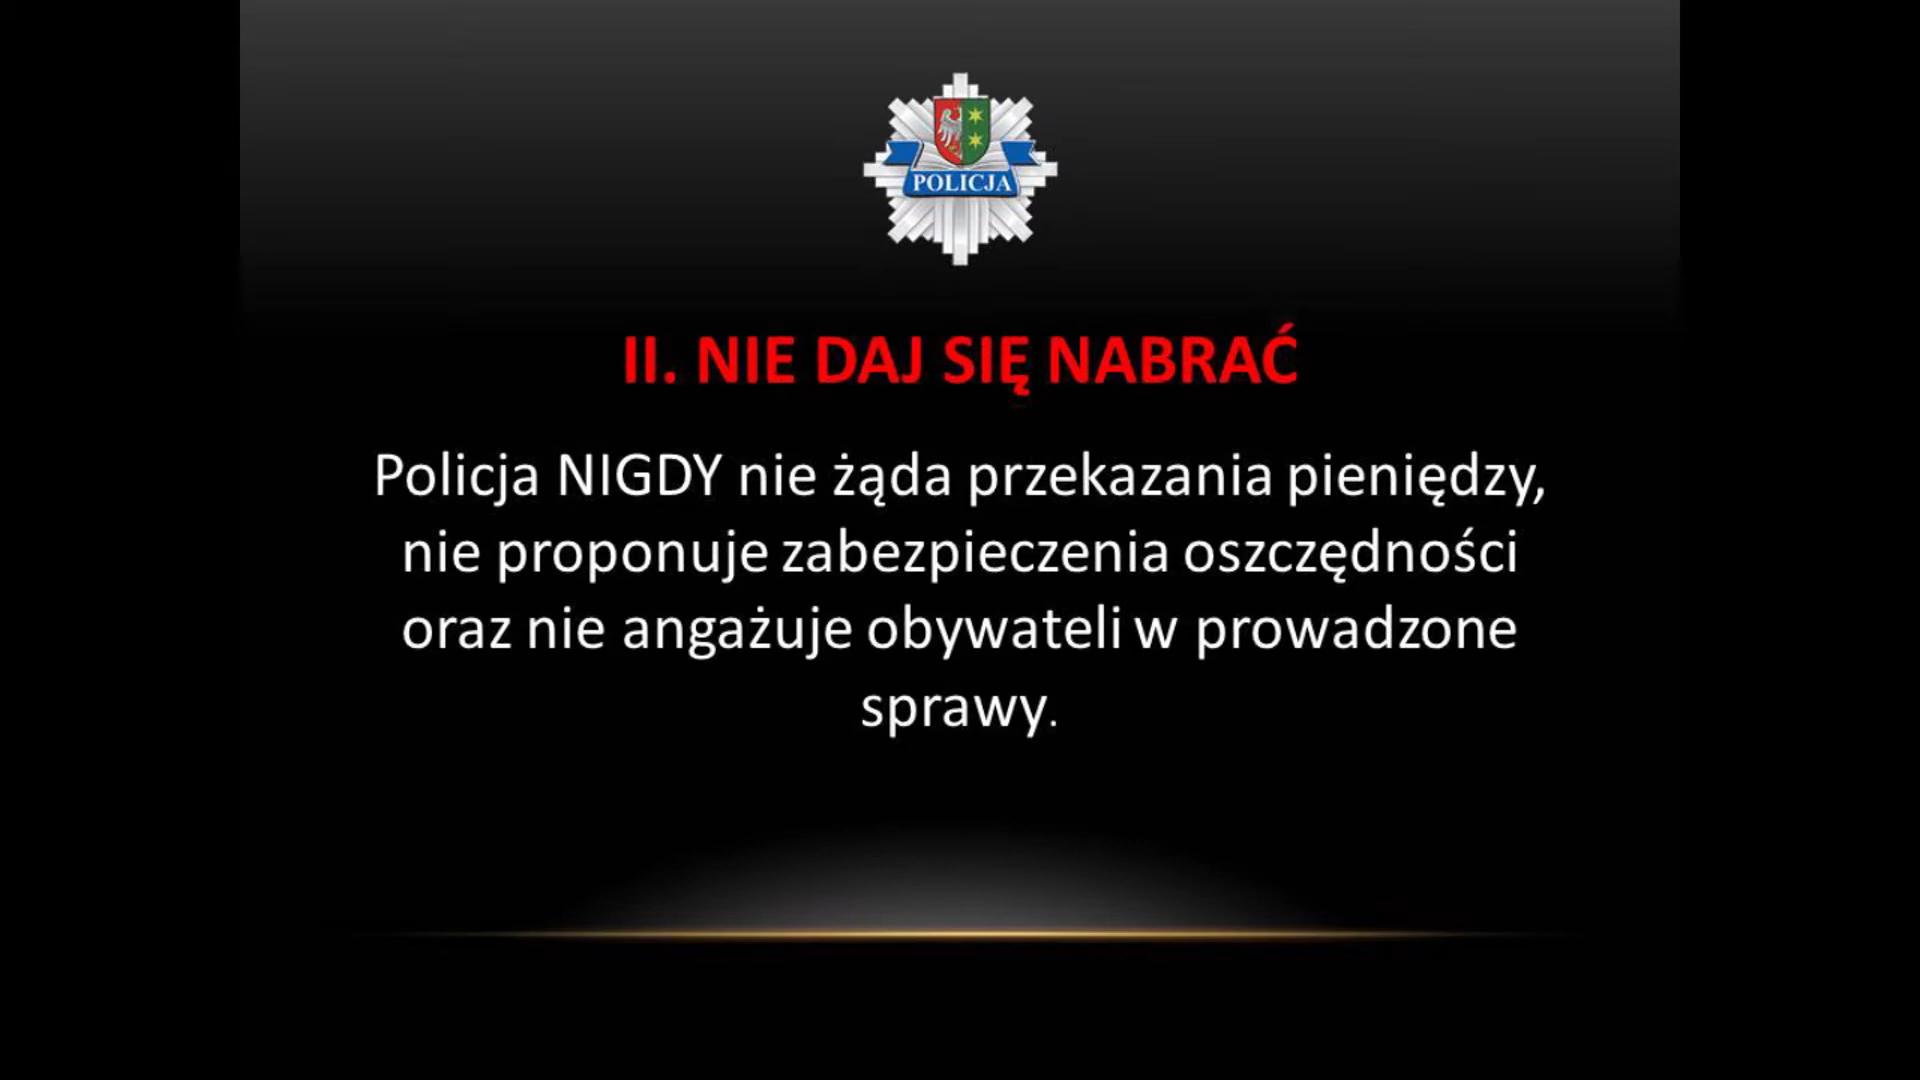 POLICJA
II. NIE DAJ SIĘ NABRAĆ
Policja NIGDY nie żąda przekazania pieniędzy,
nie proponuje zabezpieczenia oszczędności
oraz nie angażuje obywateli w prowadzone
sprawy.